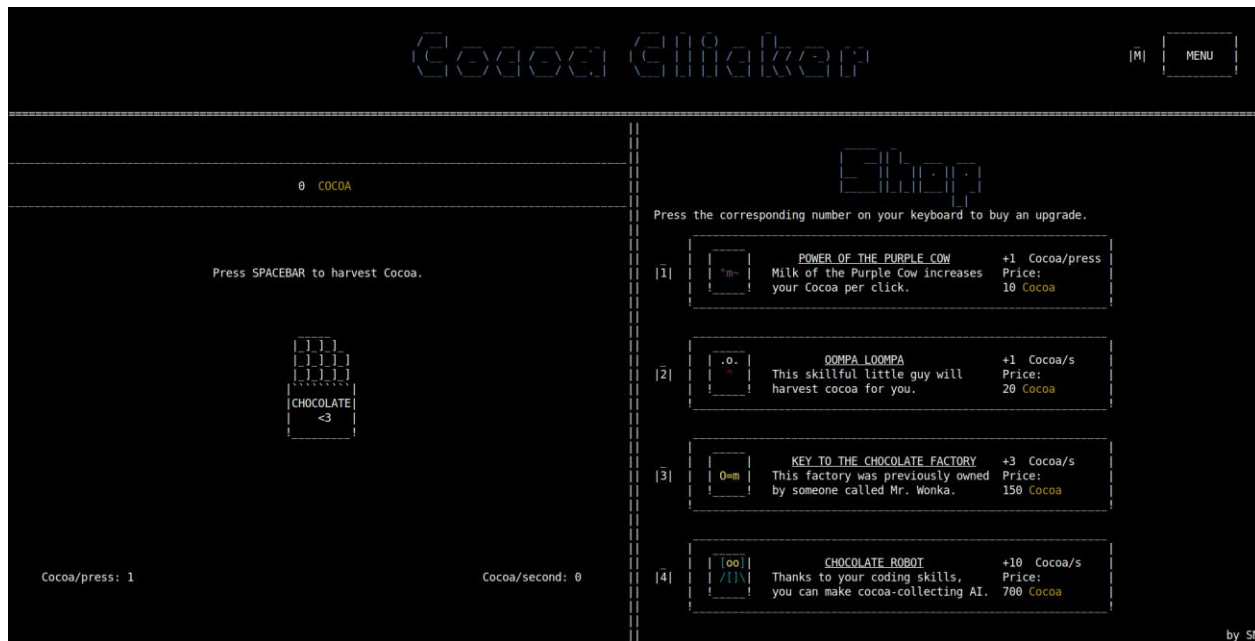 Cocoa Clicker
|M| MENU
0 COCOA
Press SPACEBAR to harvest Cocoa.
CHOCOLATE
<3
Cocoa/press: 1
Cocoa/second: 0
Shop
Press the corresponding number on your keyboard to buy an upgrade.
|1|
"m~
POWER OF THE PURPLE COW
Milk of the Purple Cow increases
your Cocoa per click.
+1 Cocoa/press
Price:
10 Cocoa
|2|
.o.
^
OOMPA LOOMPA
This skillful little guy will
harvest cocoa for you.
+1 Cocoa/s
Price:
20 Cocoa
|3|
O=m
KEY TO THE CHOCOLATE FACTORY
This factory was previously owned
by someone called Mr. Wonka.
+3 Cocoa/s
Price:
150 Cocoa
|4|
[oo]
/[]\
CHOCOLATE ROBOT
Thanks to your coding skills,
you can make cocoa-collecting AI.
+10 Cocoa/s
Price:
700 Cocoa
by